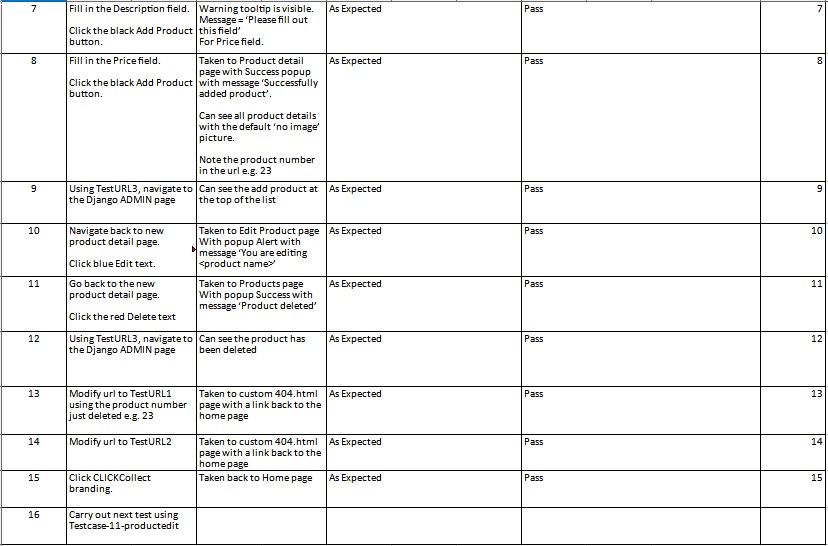 7 Fill in the Description field. Warning tooltip is visible. As Expected Pass 7
Message = 'Please fill out
Click the black Add Product this field'
button. For Price field.
8 Fill in the Price field. Taken to Product detail As Expected Pass 8
page with Success popup
Click the black Add Product with message 'Successfully
button. added product'.
Can see all product details
with the default 'no image'
picture.
Note the product number
in the url e.g. 23
9 Using TestURL3, navigate to Can see the add product at As Expected Pass 9
the Django ADMIN page the top of the list
10 Navigate back to new Taken to Edit Product page As Expected Pass 10
product detail page. With popup Alert with
message 'You are editing
Click blue Edit text. <product name>'
11 Go back to the new Taken to Products page As Expected Pass 11
product detail page. With popup Success with
message 'Product deleted'
Click the red Delete text
12 Using TestURL3, navigate to Can see the product has As Expected Pass 12
the Django ADMIN page been deleted
13 Modify url to TestURL1 Taken to custom 404.html As Expected Pass 13
using the product number page with a link back to the
just deleted e.g. 23 home page
14 Modify url to TestURL2 Taken to custom 404.html As Expected Pass 14
page with a link back to the
home page
15 Click CLICKCollect Taken back to Home page As Expected Pass 15
branding.
16 Carry out next test using
Testcase-11-productedit